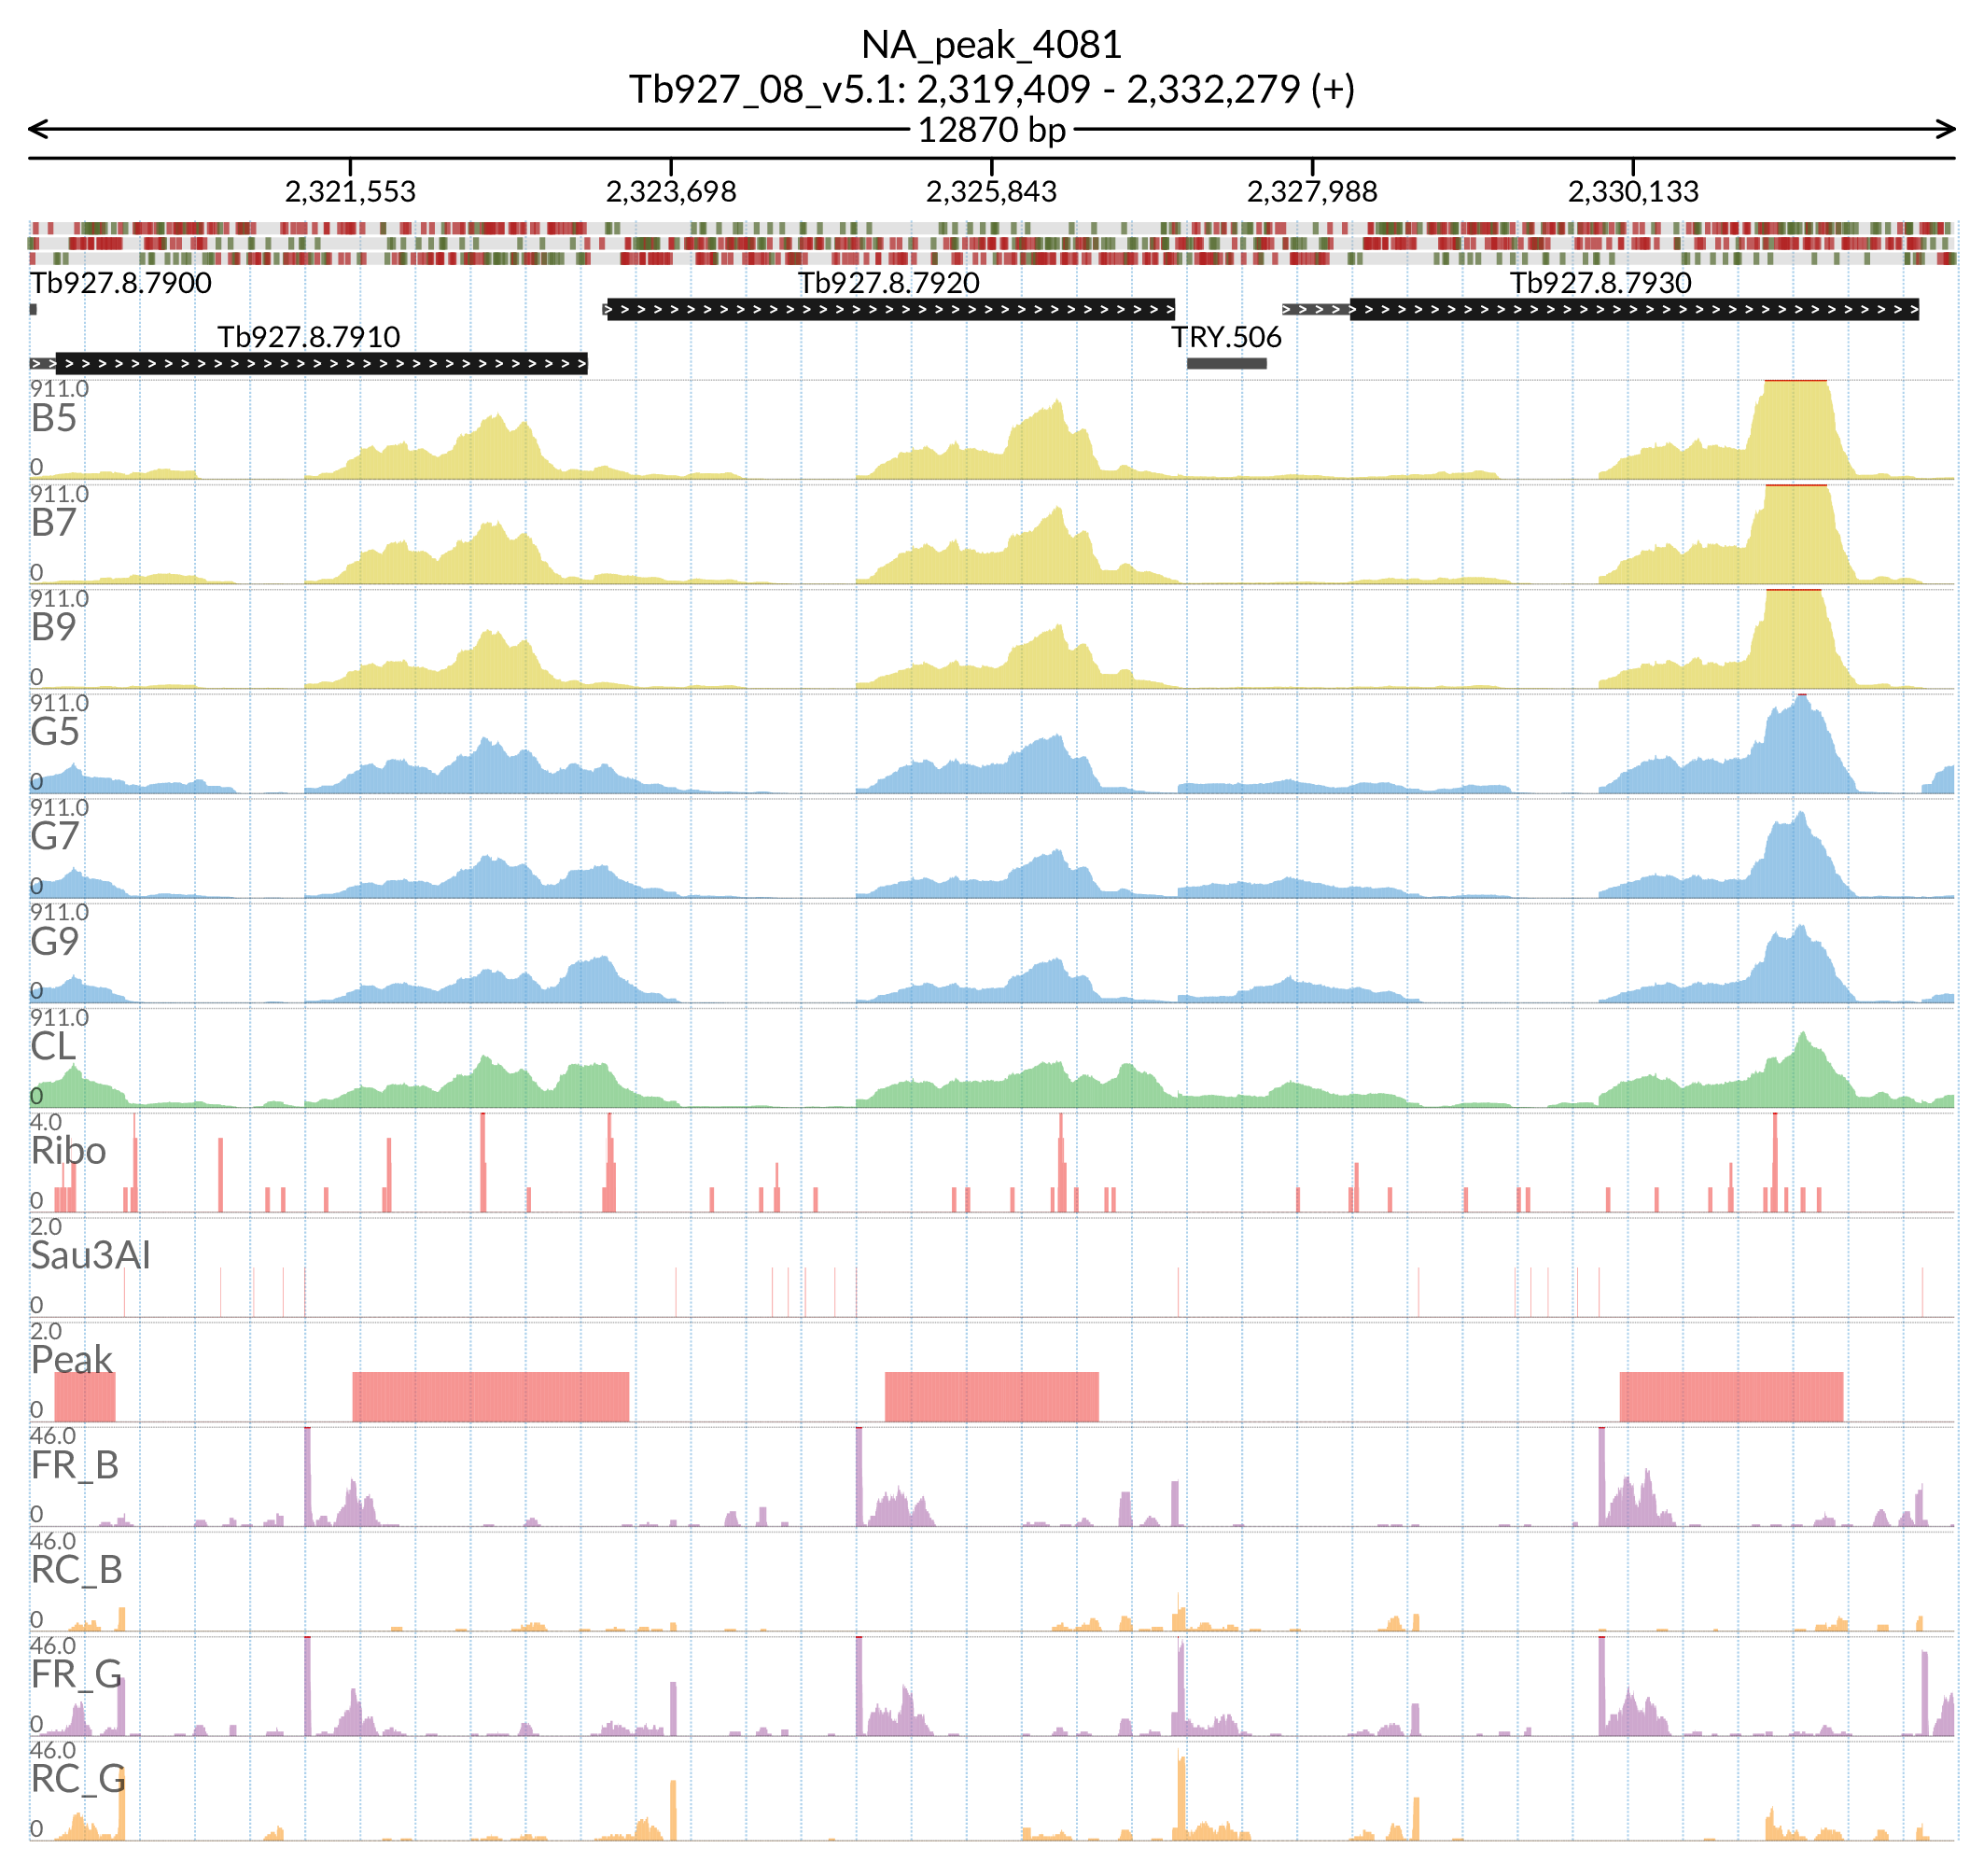 NA_peak_4081
Tb927_08_v5.1: 2,319,409 - 2,332,279 (+)
12870 bp
2,321,553 2,323,698 2,325,843 2,327,988 2,330,133
Tb927.8.7900 Tb927.8.7920 Tb927.8.7930
Tb927.8.7910 TRY.506
911.0
B5
0
911.0
B7
0
911.0
B9
0
911.0
G5
0
911.0
G7
0
911.0
G9
0
911.0
CL
0
4.0
Ribo
0
2.0
Sau3AI
0
2.0
Peak
0
46.0
FR_B
0
46.0
RC_B
0
46.0
FR_G
0
46.0
RC_G
0